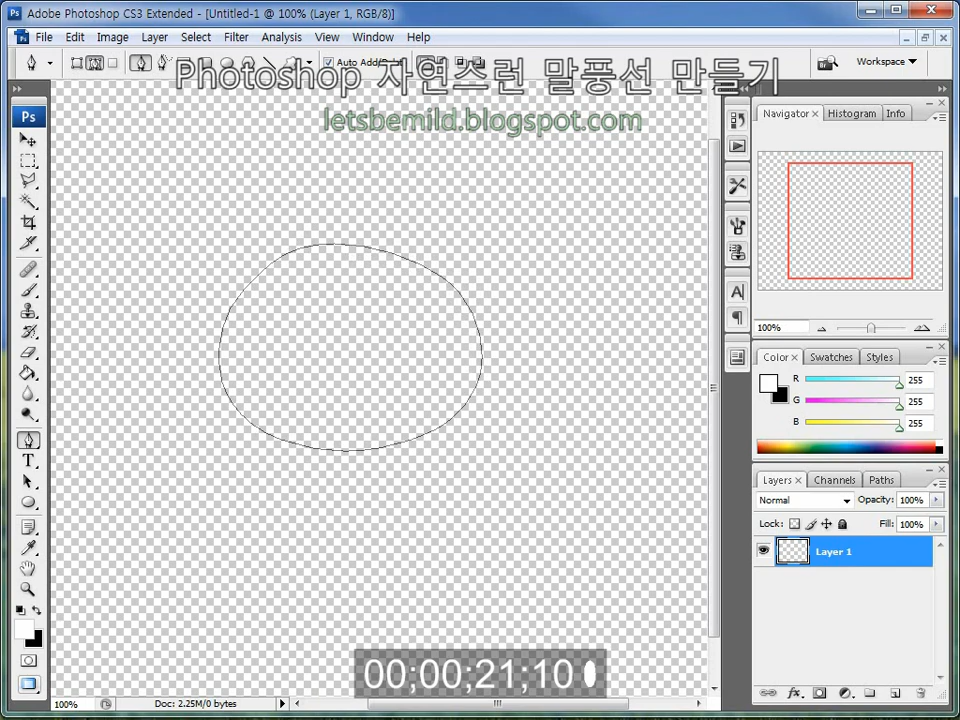 Adobe Photoshop CS3 Extended - [Untitled-1 @ 100% (Layer 1, RGB/8)]
File Edit Image Layer Select Filter Analysis View Window Help
Auto Add/
Workspace
Photoshop 자연스런 말풍선 만들기
letsbemild.blogspot.com
Ps
Navigator Histogram Info
100%
Color Swatches Styles
R 255
G 255
B 255
Layers Channels Paths
Normal Opacity: 100%
Lock: Fill: 100%
Layer 1
00;00;21;10
100% Doc: 2.25M/0 bytes